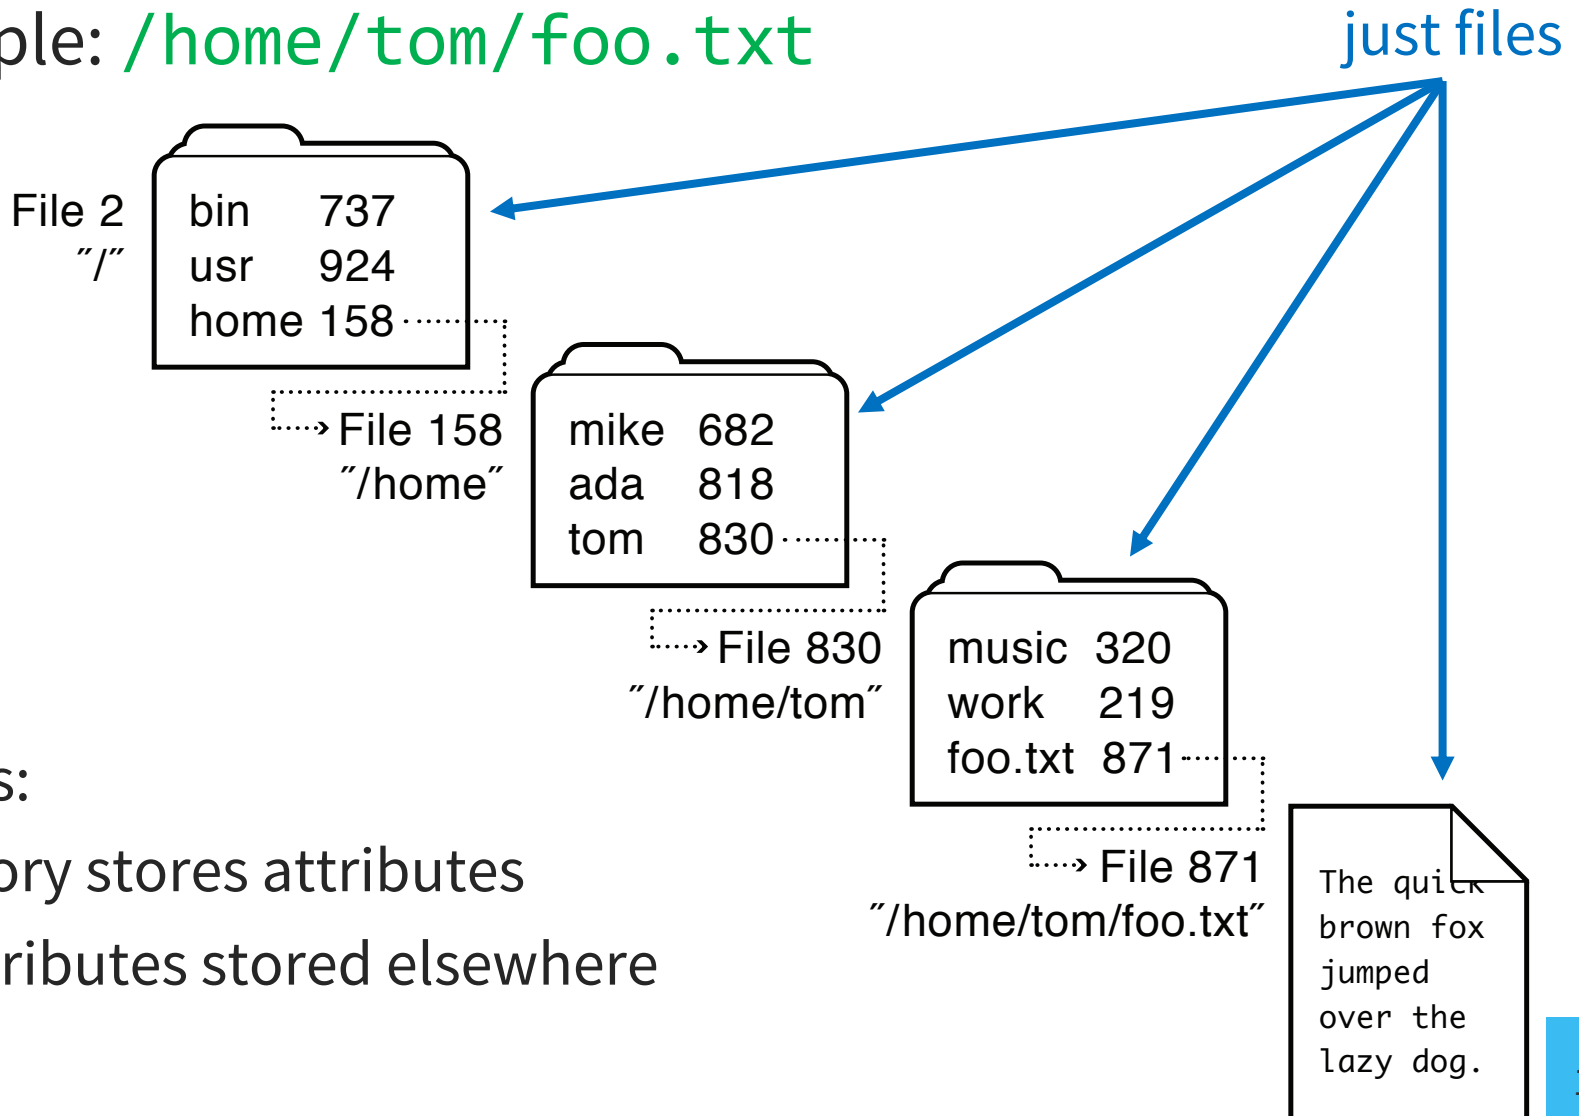 ple: /home/tom/foo.txt
just files
File 2
"/"
bin 737
usr 924
home 158
File 158
"/home"
mike 682
ada 818
tom 830
File 830
"/home/tom"
music 320
work 219
foo.txt 871
File 871
"/home/tom/foo.txt"
The quick
brown fox
jumped
over the
lazy dog.
s:
ory stores attributes
tributes stored elsewhere